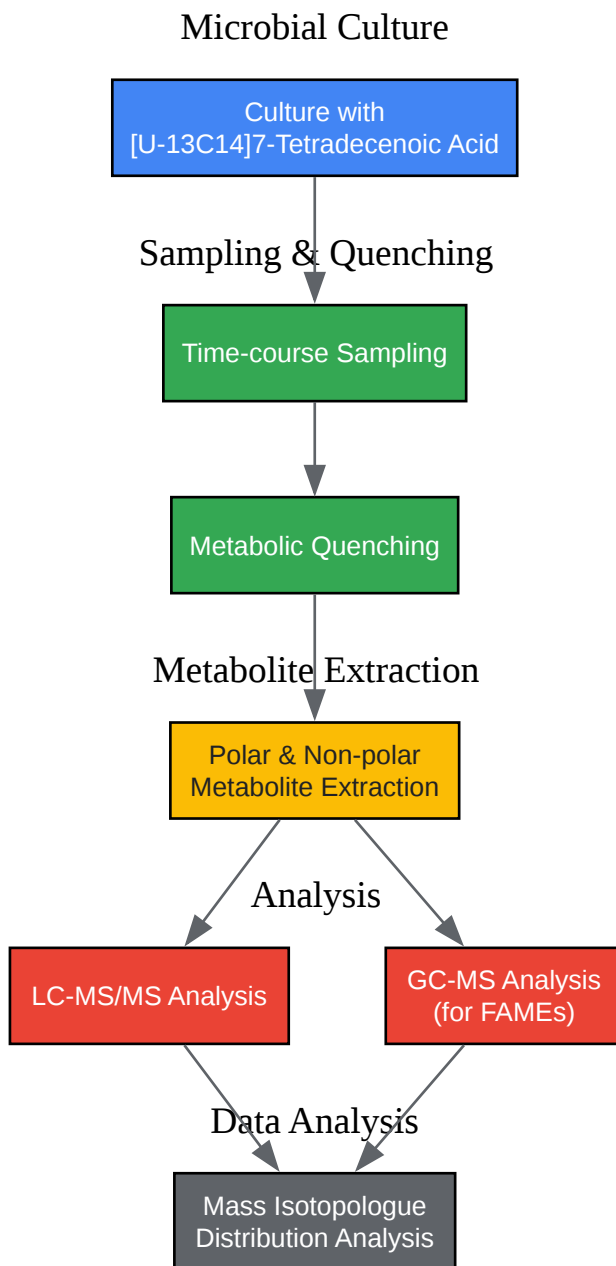 Microbial Culture
Culture with
[U-13C14]7-Tetradecenoic Acid
Sampling & Quenching
Time-course Sampling
Metabolic Quenching
Metabolite Extraction
Polar & Non-polar
Metabolite Extraction
Analysis
LC-MS/MS Analysis
GC-MS Analysis
(for FAMEs)
Data Analysis
Mass Isotopologue
Distribution Analysis